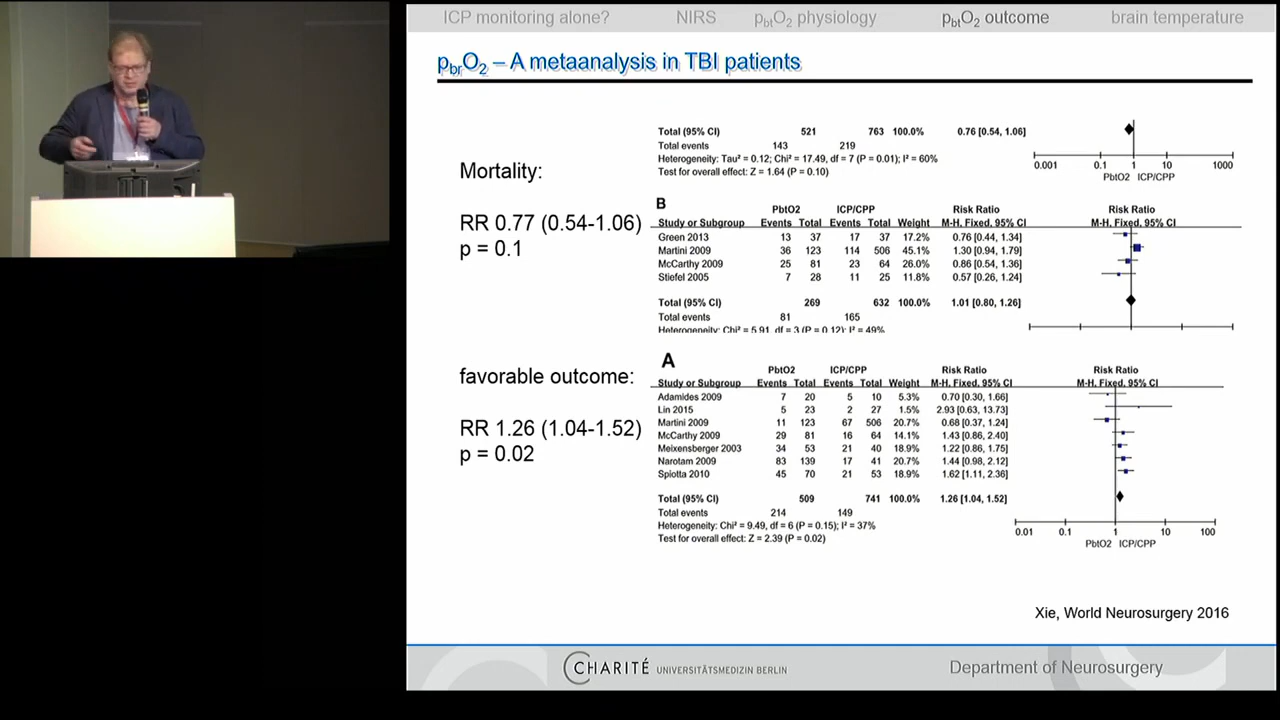 ICP monitoring alone? NIRS pbtO2 physiology pbtO2 outcome brain temperature
pbrO2 – A metaanalysis in TBI patients
Mortality:
RR 0.77 (0.54-1.06)
p = 0.1
favorable outcome:
RR 1.26 (1.04-1.52)
p = 0.02
Total (95% CI) 521 763 100.0% 0.76 [0.54, 1.06]
Total events 143 219
Heterogeneity: Tau² = 0.12; Chi² = 17.49, df = 7 (P = 0.01); I² = 60%
Test for overall effect: Z = 1.64 (P = 0.10)
0.001 0.1 1 10 1000
PbtO2 ICP/CPP
B
PbtO2 ICP/CPP Risk Ratio Risk Ratio
Study or Subgroup Events Total Events Total Weight M-H. Fixed. 95% CI M-H. Fixed. 95% CI
Green 2013 13 37 17 37 17.2% 0.76 [0.44, 1.34]
Martini 2009 36 123 114 506 45.1% 1.30 [0.94, 1.79]
McCarthy 2009 25 81 23 64 26.0% 0.86 [0.54, 1.36]
Stiefel 2005 7 28 11 25 11.8% 0.57 [0.26, 1.24]
Total (95% CI) 269 632 100.0% 1.01 [0.80, 1.26]
Total events 81 165
Heterogeneity: Chi² = 5.91, df = 3 (P = 0.12); I² = 49%
A
PbtO2 ICP/CPP Risk Ratio Risk Ratio
Study or Subgroup Events Total Events Total Weight M-H. Fixed. 95% CI M-H. Fixed. 95% CI
Adamides 2009 7 20 5 10 5.3% 0.70 [0.30, 1.66]
Lin 2015 5 23 2 27 1.5% 2.93 [0.63, 13.73]
Martini 2009 11 123 67 506 20.7% 0.68 [0.37, 1.24]
McCarthy 2009 29 81 16 64 14.1% 1.43 [0.86, 2.40]
Meixensberger 2003 34 53 21 40 18.9% 1.22 [0.86, 1.75]
Narotam 2009 83 139 17 41 20.7% 1.44 [0.98, 2.12]
Spiotta 2010 45 70 21 53 18.9% 1.62 [1.11, 2.36]
Total (95% CI) 509 741 100.0% 1.26 [1.04, 1.52]
Total events 214 149
Heterogeneity: Chi² = 9.49, df = 6 (P = 0.15); I² = 37%
Test for overall effect: Z = 2.39 (P = 0.02)
0.01 0.1 1 10 100
PbtO2 ICP/CPP
Xie, World Neurosurgery 2016
CHARITÉ UNIVERSITÄTSMEDIZIN BERLIN Department of Neurosurgery